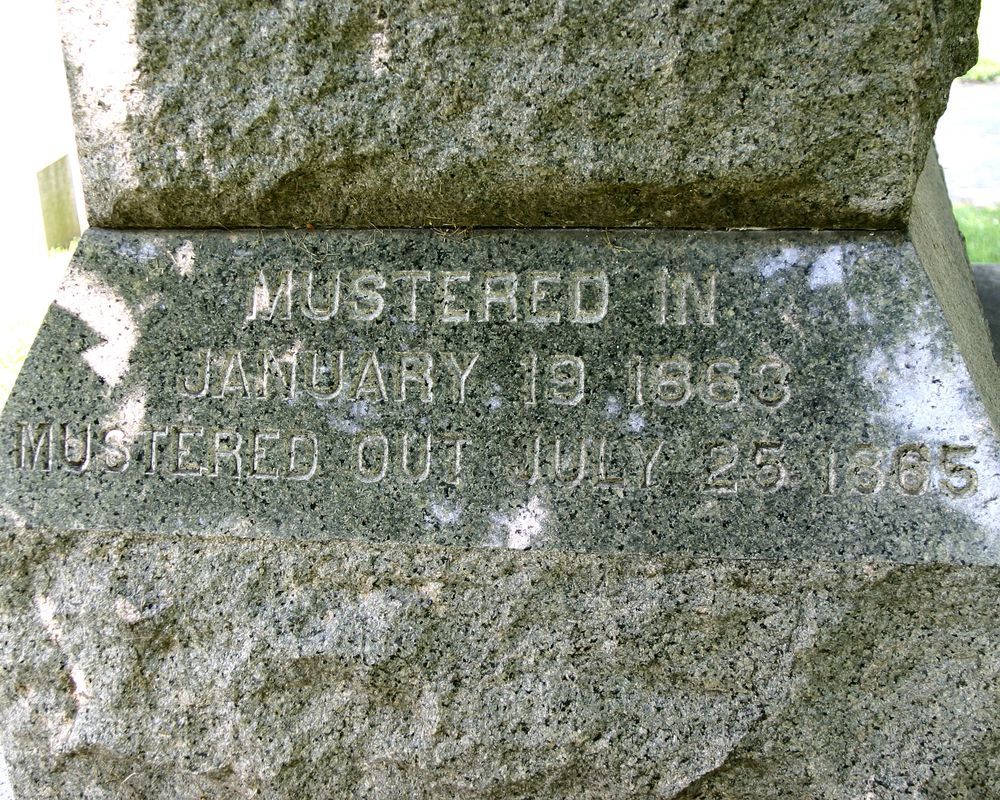 MUSTERED IN
JANUARY 19 1863
MUSTERED OUT JULY 25 1865